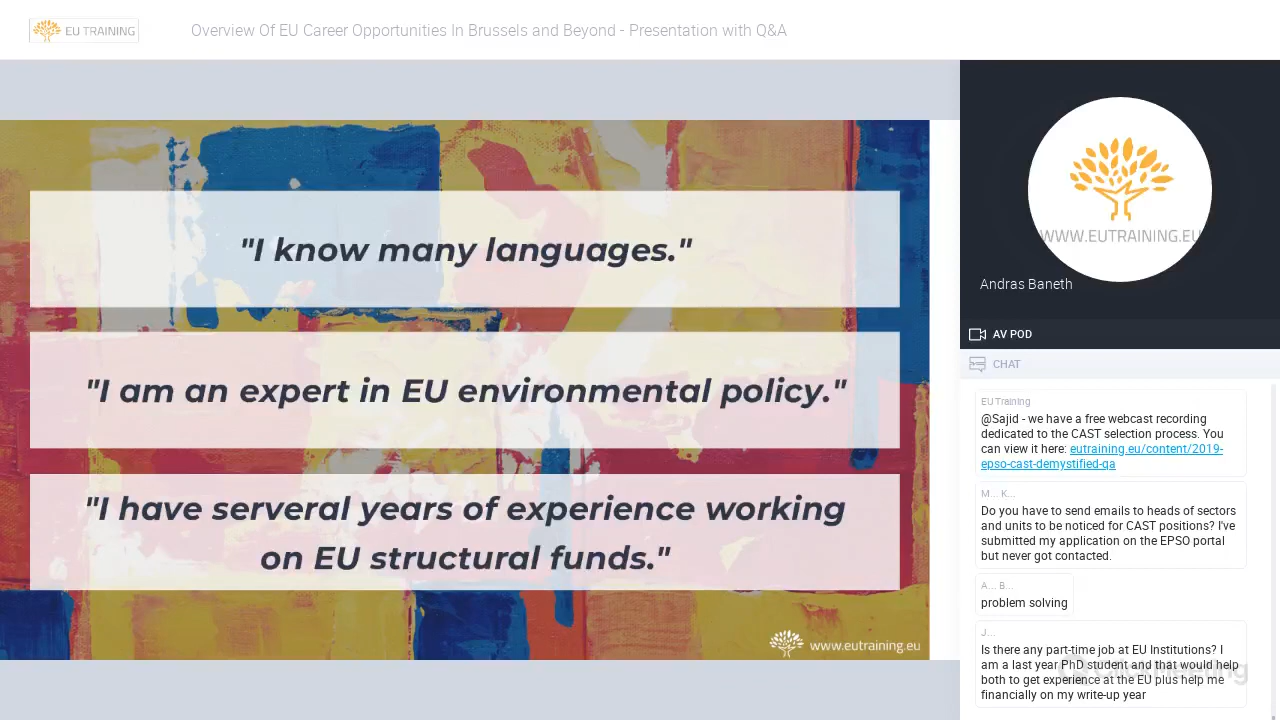 EU TRAINING
Overview Of EU Career Opportunities In Brussels and Beyond - Presentation with Q&A
"I know many languages."
"I am an expert in EU environmental policy."
"I have serveral years of experience working
on EU structural funds."
www.eutraining.eu
WWW.EUTRAINING.EU
Andras Baneth
AV POD
CHAT
EU Training
@Sajid - we have a free webcast recording
dedicated to the CAST selection process. You
can view it here: eutraining.eu/content/2019-
epso-cast-demystified-qa
M... K...
Do you have to send emails to heads of sectors
and units to be noticed for CAST positions? I've
submitted my application on the EPSO portal
but never got contacted.
A... B...
problem solving
J...
Is there any part-time job at EU Institutions? I
am a last year PhD student and that would help
both to get experience at the EU plus help me
financially on my write-up year